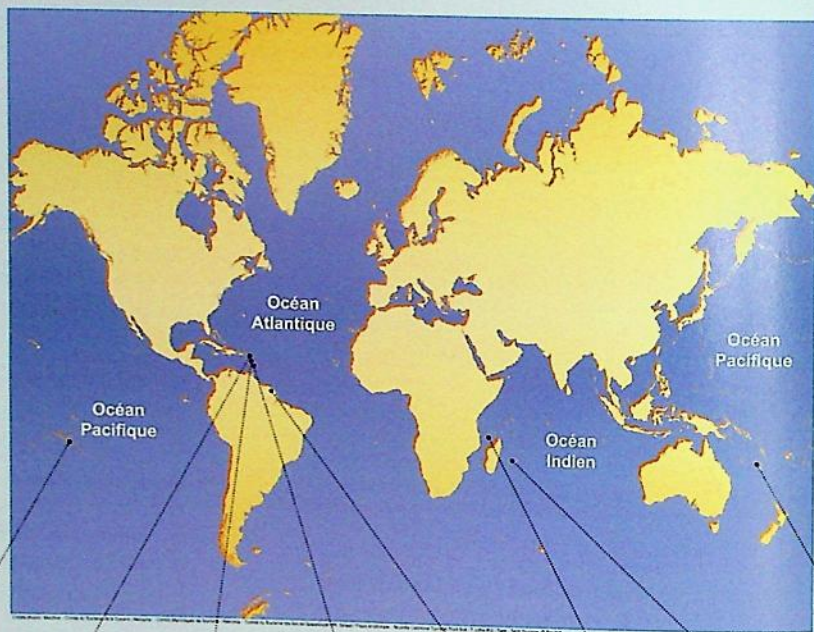 Océan
Atlantique
Océan
Pacifique
Océan
Pacifique
Océan
Indien